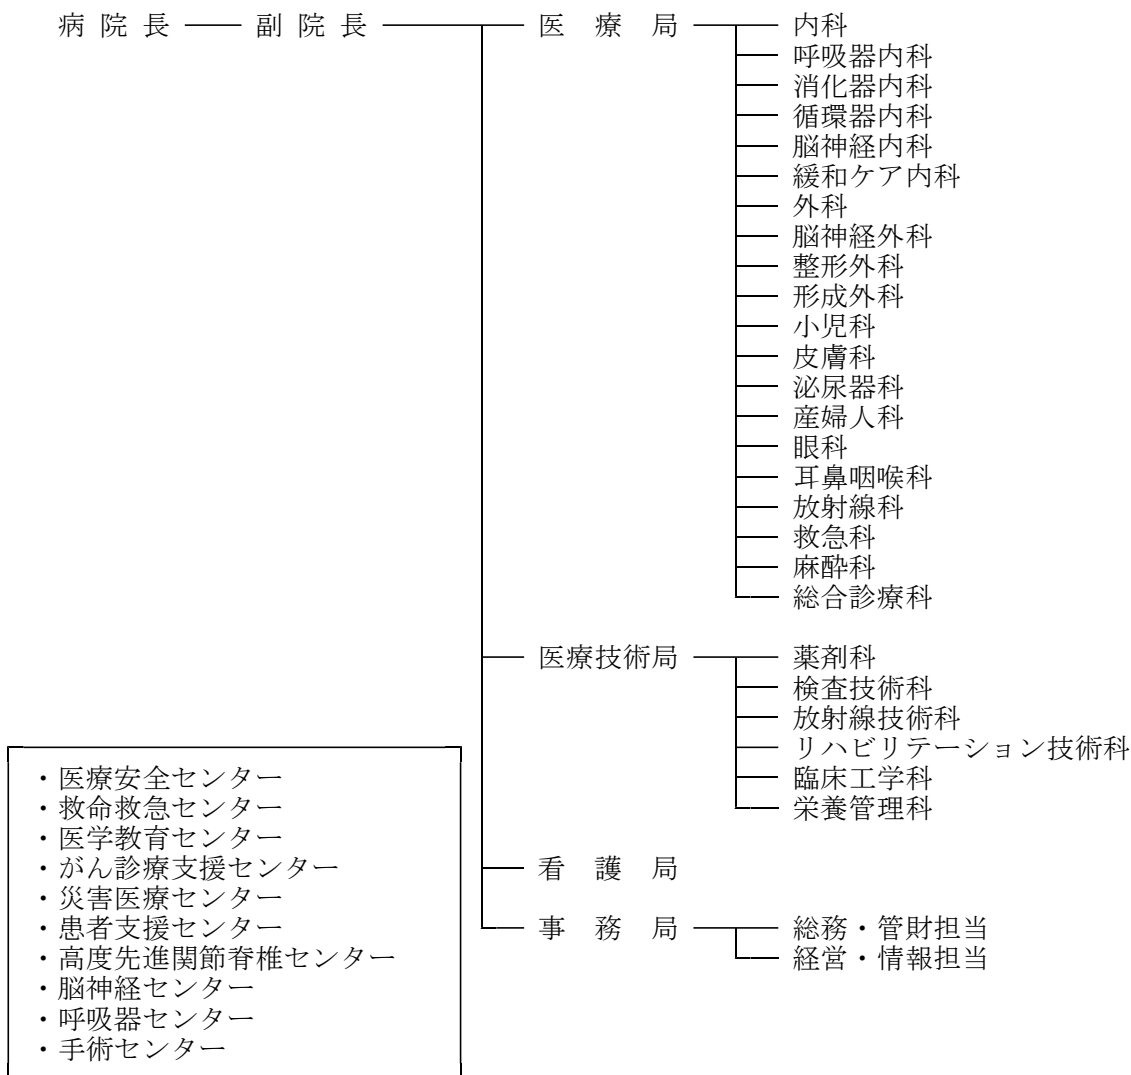 病院長 副院長 医療局 内科
呼吸器内科
消化器内科
循環器内科
脳神経内科
緩和ケア内科
外科
脳神経外科
整形外科
形成外科
小児科
皮膚科
泌尿器科
産婦人科
眼科
耳鼻咽喉科
放射線科
救急科
麻酔科
総合診療科
医療技術局 薬剤科
検査技術科
放射線技術科
リハビリテーション技術科
臨床工学科
栄養管理科
看護局
事務局 総務・管財担当
経営・情報担当
・医療安全センター
・救命救急センター
・医学教育センター
・がん診療支援センター
・災害医療センター
・患者支援センター
・高度先進関節脊椎センター
・脳神経センター
・呼吸器センター
・手術センター